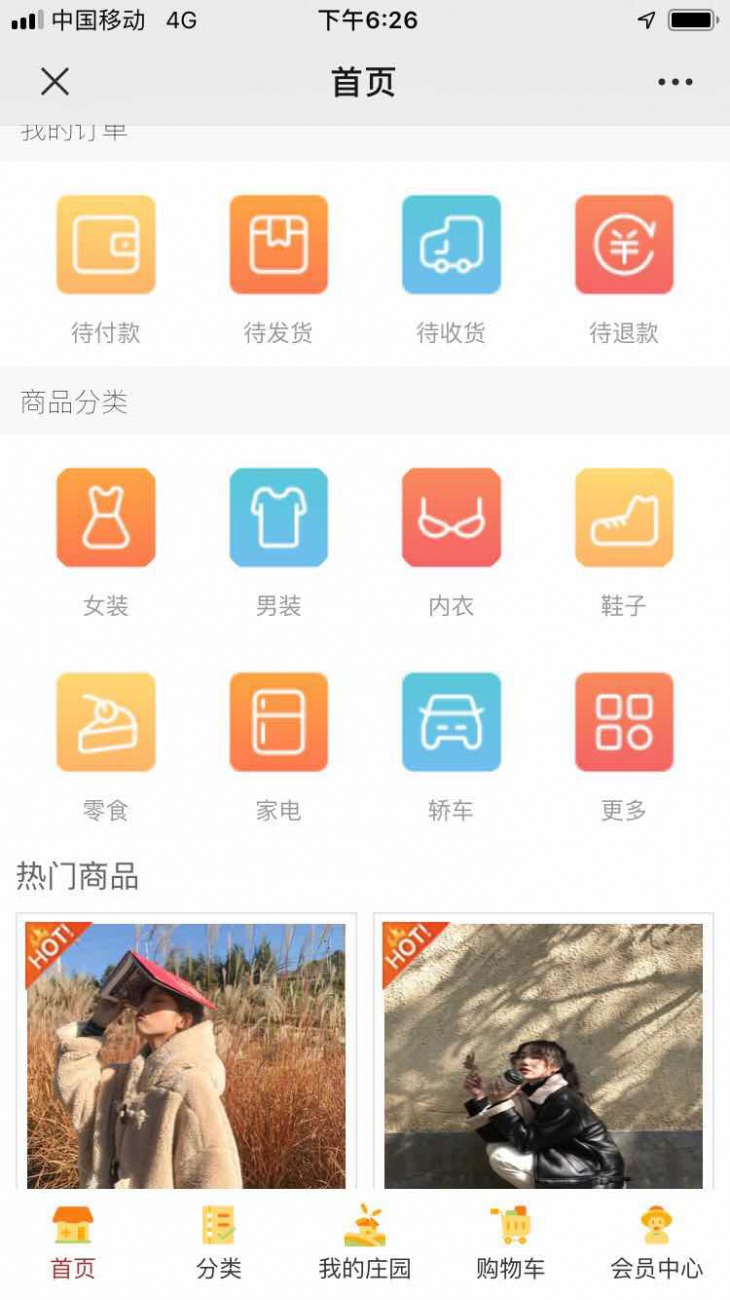 中国移动 4G 下午6:26
首页
我的订单
待付款 待发货 待收货 待退款
商品分类
女装 男装 内衣 鞋子
零食 家电 轿车 更多
热门商品
HOT! HOT!
首页 分类 我的庄园 购物车 会员中心